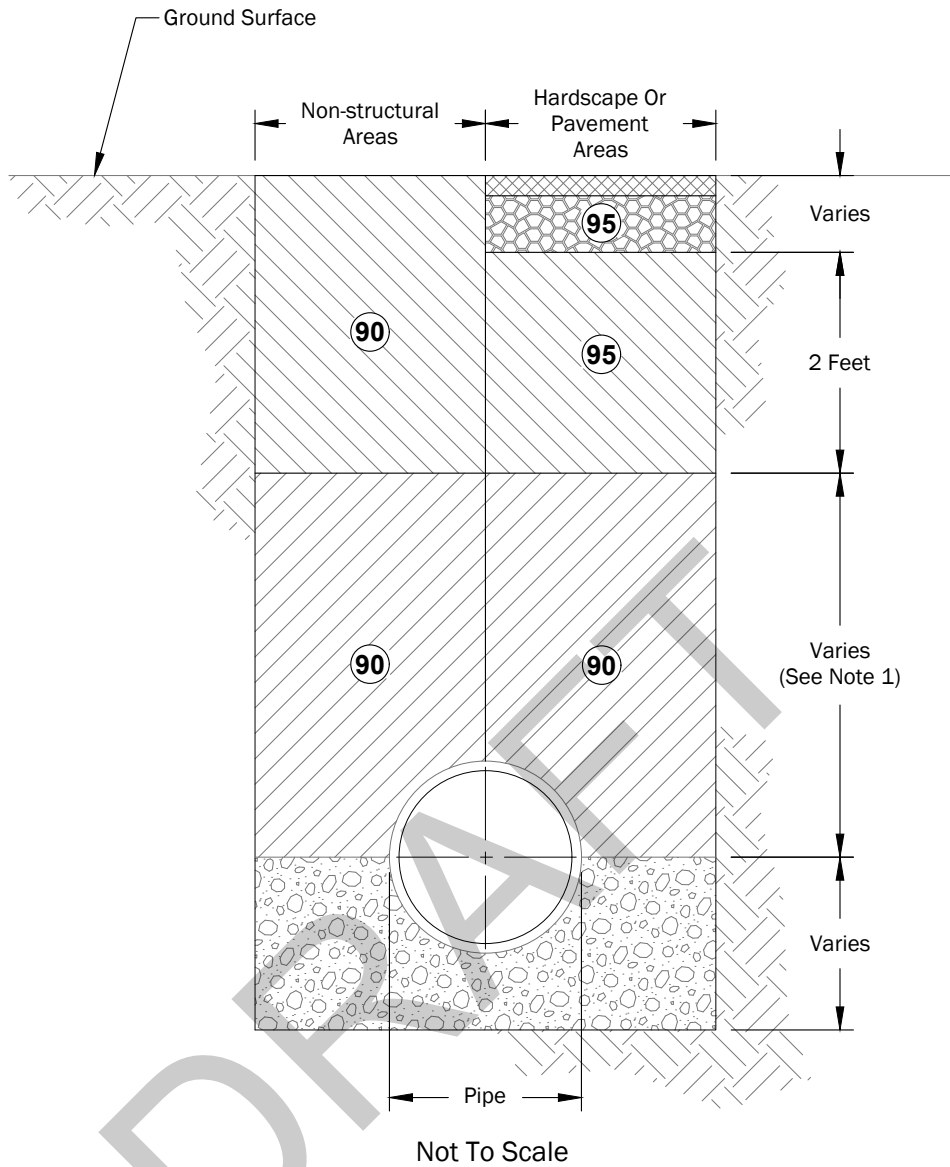 Ground Surface
Non-structural
Areas
Hardscape Or
Pavement
Areas
Varies
95
90
95
2 Feet
90
90
Varies
(See Note 1)
Varies
Pipe
Not To Scale
DRAFT